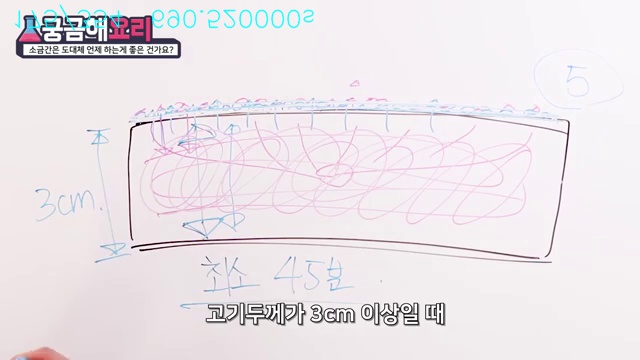 궁금해요리
소금간은 도대체 언제 하는게 좋은 건가요?
5
3cm.
최소 45분.
고기두께가 3cm 이상일 때